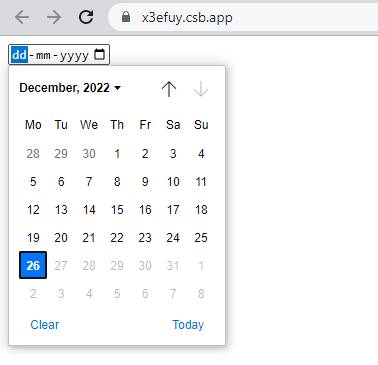 x3efuy.csb.app
dd-mm-yyyy
December, 2022
Mo Tu We Th Fr Sa Su
28 29 30 1 2 3 4
5 6 7 8 9 10 11
12 13 14 15 16 17 18
19 20 21 22 23 24 25
26 27 28 29 30 31 1
2 3 4 5 6 7 8
Clear Today